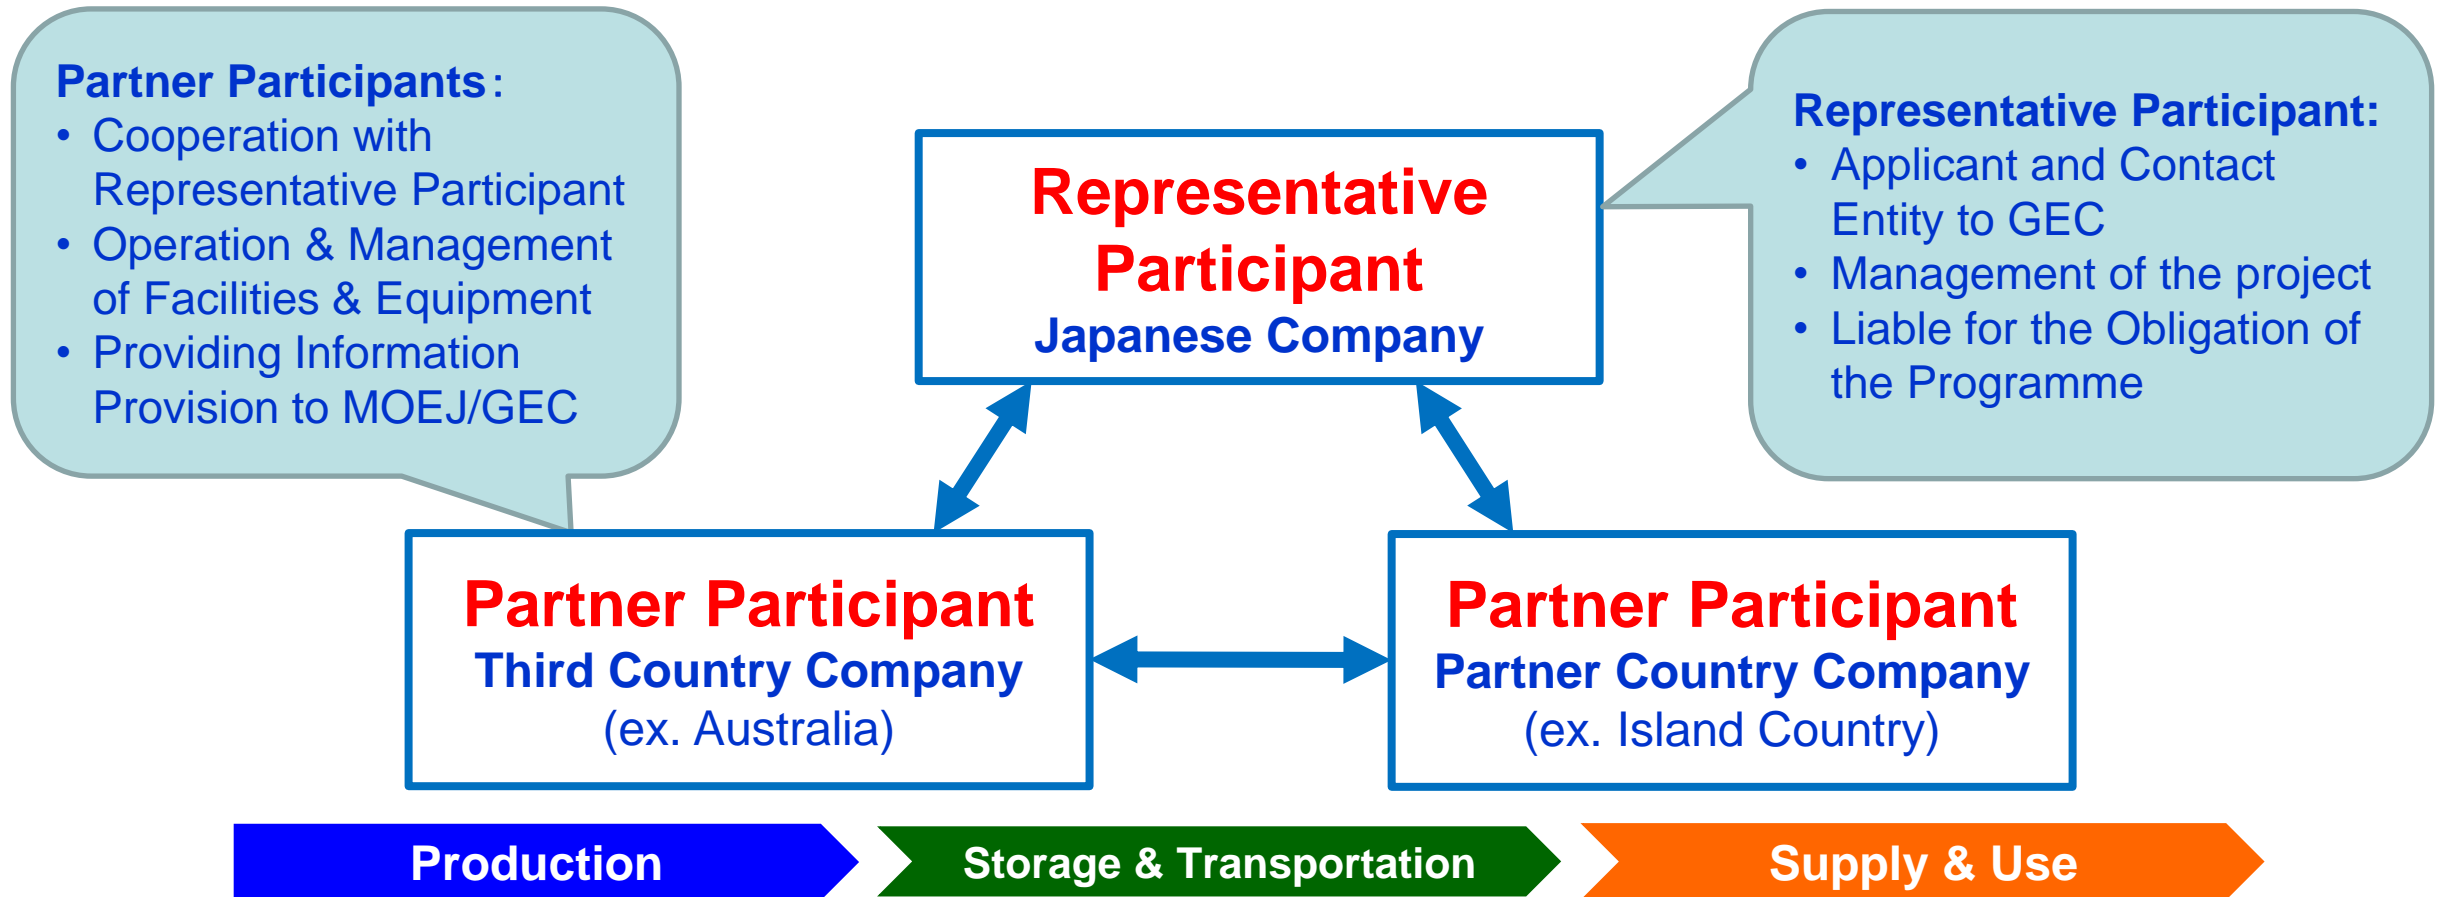 Partner Participants：
• Cooperation with
Representative Participant
• Operation & Management
of Facilities & Equipment
• Providing Information
Provision to MOEJ/GEC
Representative
Participant
Japanese Company
Representative Participant:
• Applicant and Contact
Entity to GEC
• Management of the project
• Liable for the Obligation of
the Programme
Partner Participant
Third Country Company
(ex. Australia)
Partner Participant
Partner Country Company
(ex. Island Country)
Production
Storage & Transportation
Supply & Use